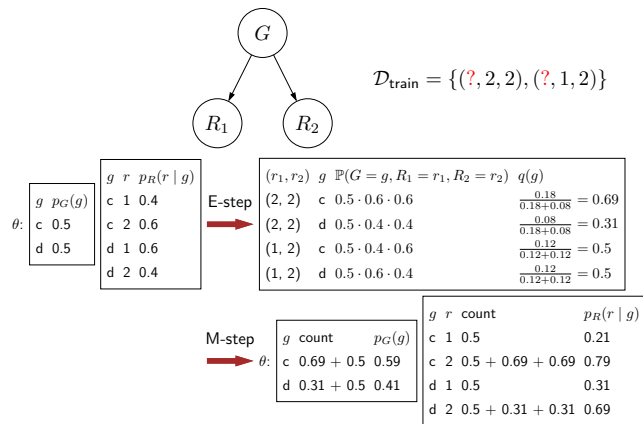 G
R₁ R₂
𝒟train = {(?, 2, 2), (?, 1, 2)}
θ:
g p_G(g)
c 0.5
d 0.5
g r p_R(r | g)
c 1 0.4
c 2 0.6
d 1 0.6
d 2 0.4
E-step
(r₁, r₂) g ℙ(G = g, R₁ = r₁, R₂ = r₂) q(g)
(2, 2) c 0.5 · 0.6 · 0.6 0.18/0.18+0.08 = 0.69
(2, 2) d 0.5 · 0.4 · 0.4 0.08/0.18+0.08 = 0.31
(1, 2) c 0.5 · 0.4 · 0.6 0.12/0.12+0.12 = 0.5
(1, 2) d 0.5 · 0.6 · 0.4 0.12/0.12+0.12 = 0.5
M-step
θ:
g count p_G(g)
c 0.69 + 0.5 0.59
d 0.31 + 0.5 0.41
g r count p_R(r | g)
c 1 0.5 0.21
c 2 0.5 + 0.69 + 0.69 0.79
d 1 0.5 0.31
d 2 0.5 + 0.31 + 0.31 0.69